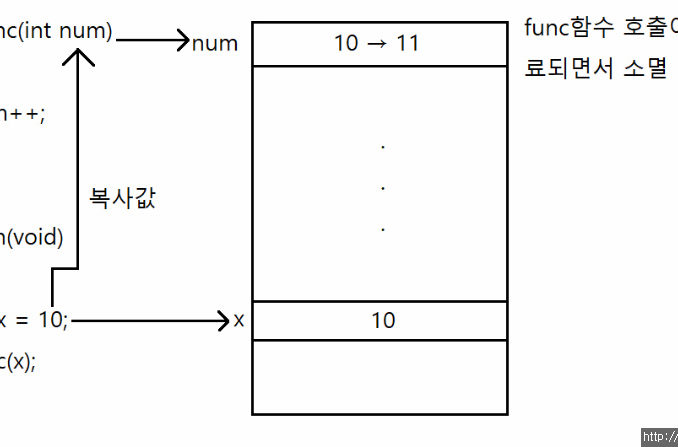 nc(int num)
num
10 → 11
func함수 호출이
료되면서 소멸
n++;
복사값
n(void)
x = 10;
x
10
c(x);
http://